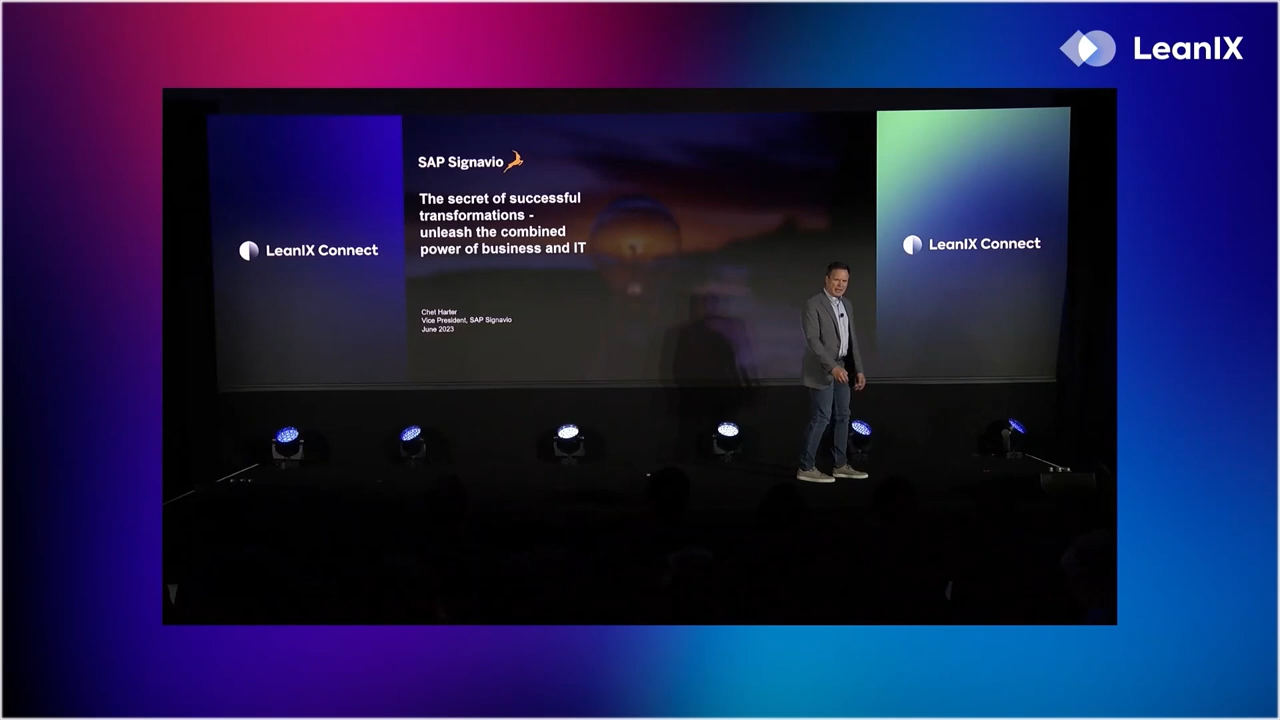 LeanIX
SAP Signavio
The secret of successful
transformations -
unleash the combined
power of business and IT
Chet Harter
Vice President, SAP Signavio
June 2023
LeanIX Connect
LeanIX Connect